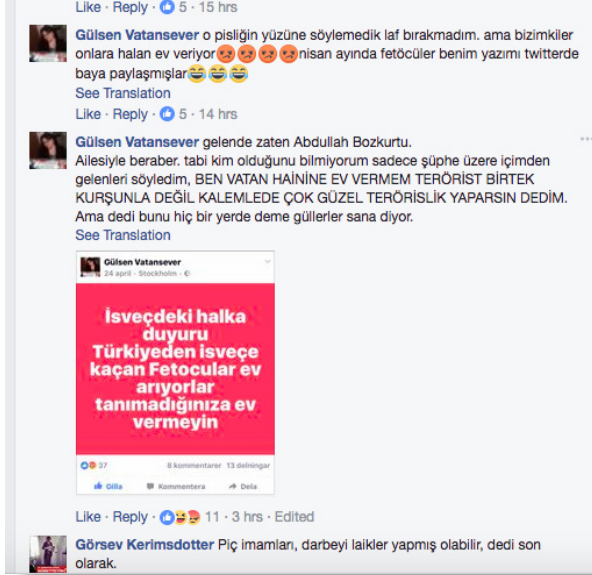 Like · Reply · 5 · 15 hrs
Gülsen Vatansever o pisliğin yüzüne söylemedik laf bırakmadım. ama bizimkiler
onlara halan ev veriyor😡😡😡😡nisan ayında fetöcüler benim yazımı twitterde
baya paylaşmışlar😂😂😂
See Translation
Like · Reply · 5 · 14 hrs
Gülsen Vatansever gelende zaten Abdullah Bozkurtu.
Ailesiyle beraber. tabi kim olduğunu bilmiyorum sadece şüphe üzere içimden
gelenleri söyledim, BEN VATAN HAİNİNE EV VERMEM TERÖRİST BİRTEK
KURŞUNLA DEĞİL KALEMLEDE ÇOK GÜZEL TERÖRİSLİK YAPARSIN DEDİM.
Ama dedi bunu hiç bir yerde deme güllerler sana diyor.
See Translation
Gülsen Vatansever
24 april · Stockholm ·
İsveçdeki halka
duyuru
Türkiyeden isveçe
kaçan Fetocular ev
arıyorlar
tanımadığınıza ev
vermeyin
37 8 kommentarer 13 delningar
Gilla Kommentera Dela
Like · Reply · 11 · 3 hrs · Edited
Görsev Kerimsdotter Piç imamları, darbeyi laikler yapmış olabilir, dedi son
olarak.